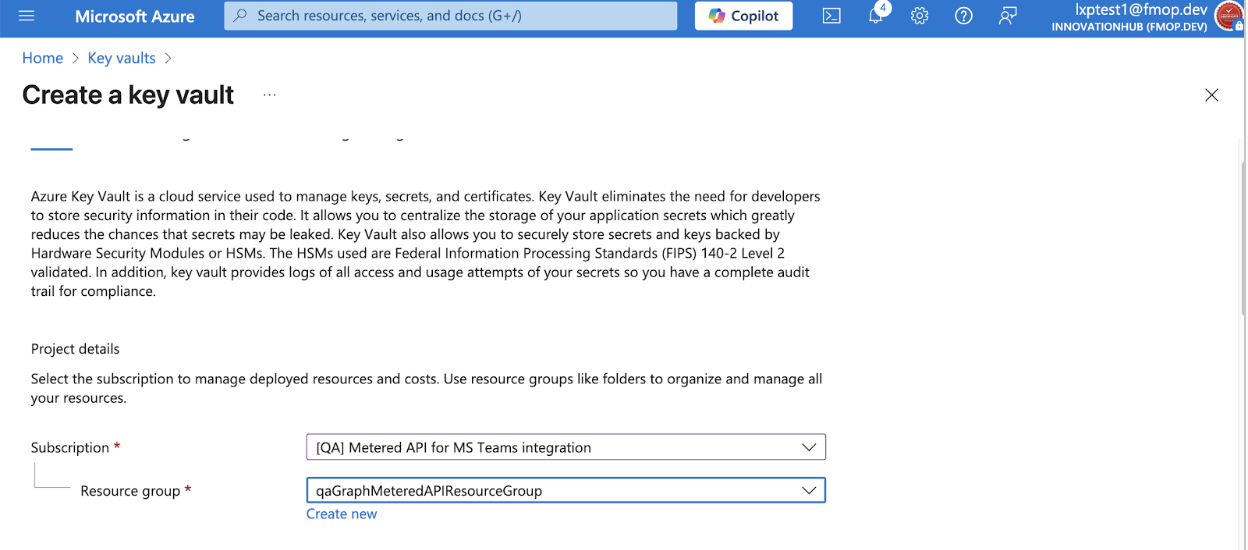 Microsoft Azure
Search resources, services, and docs (G+/)
Copilot
4
lxptest1@fmop.dev
INNOVATIONHUB (FMOP.DEV)
Home > Key vaults >
Create a key vault ...
Azure Key Vault is a cloud service used to manage keys, secrets, and certificates. Key Vault eliminates the need for developers
to store security information in their code. It allows you to centralize the storage of your application secrets which greatly
reduces the chances that secrets may be leaked. Key Vault also allows you to securely store secrets and keys backed by
Hardware Security Modules or HSMs. The HSMs used are Federal Information Processing Standards (FIPS) 140-2 Level 2
validated. In addition, key vault provides logs of all access and usage attempts of your secrets so you have a complete audit
trail for compliance.
Project details
Select the subscription to manage deployed resources and costs. Use resource groups like folders to organize and manage all
your resources.
Subscription *
[QA] Metered API for MS Teams integration
Resource group *
qaGraphMeteredAPIResourceGroup
Create new